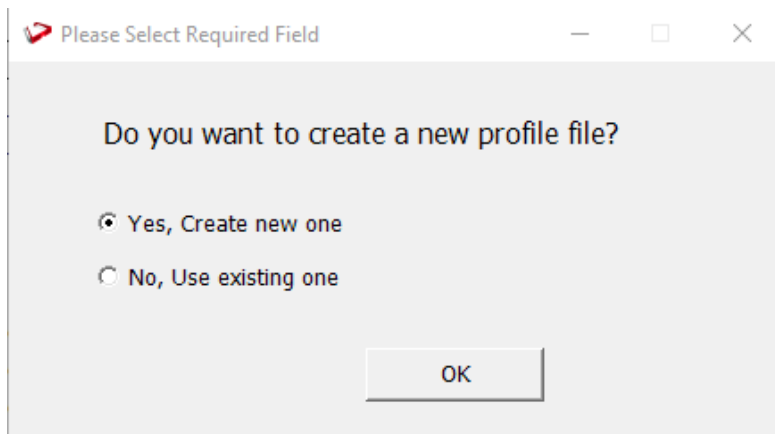 Please Select Required Field
Do you want to create a new profile file?
Yes, Create new one
No, Use existing one
OK